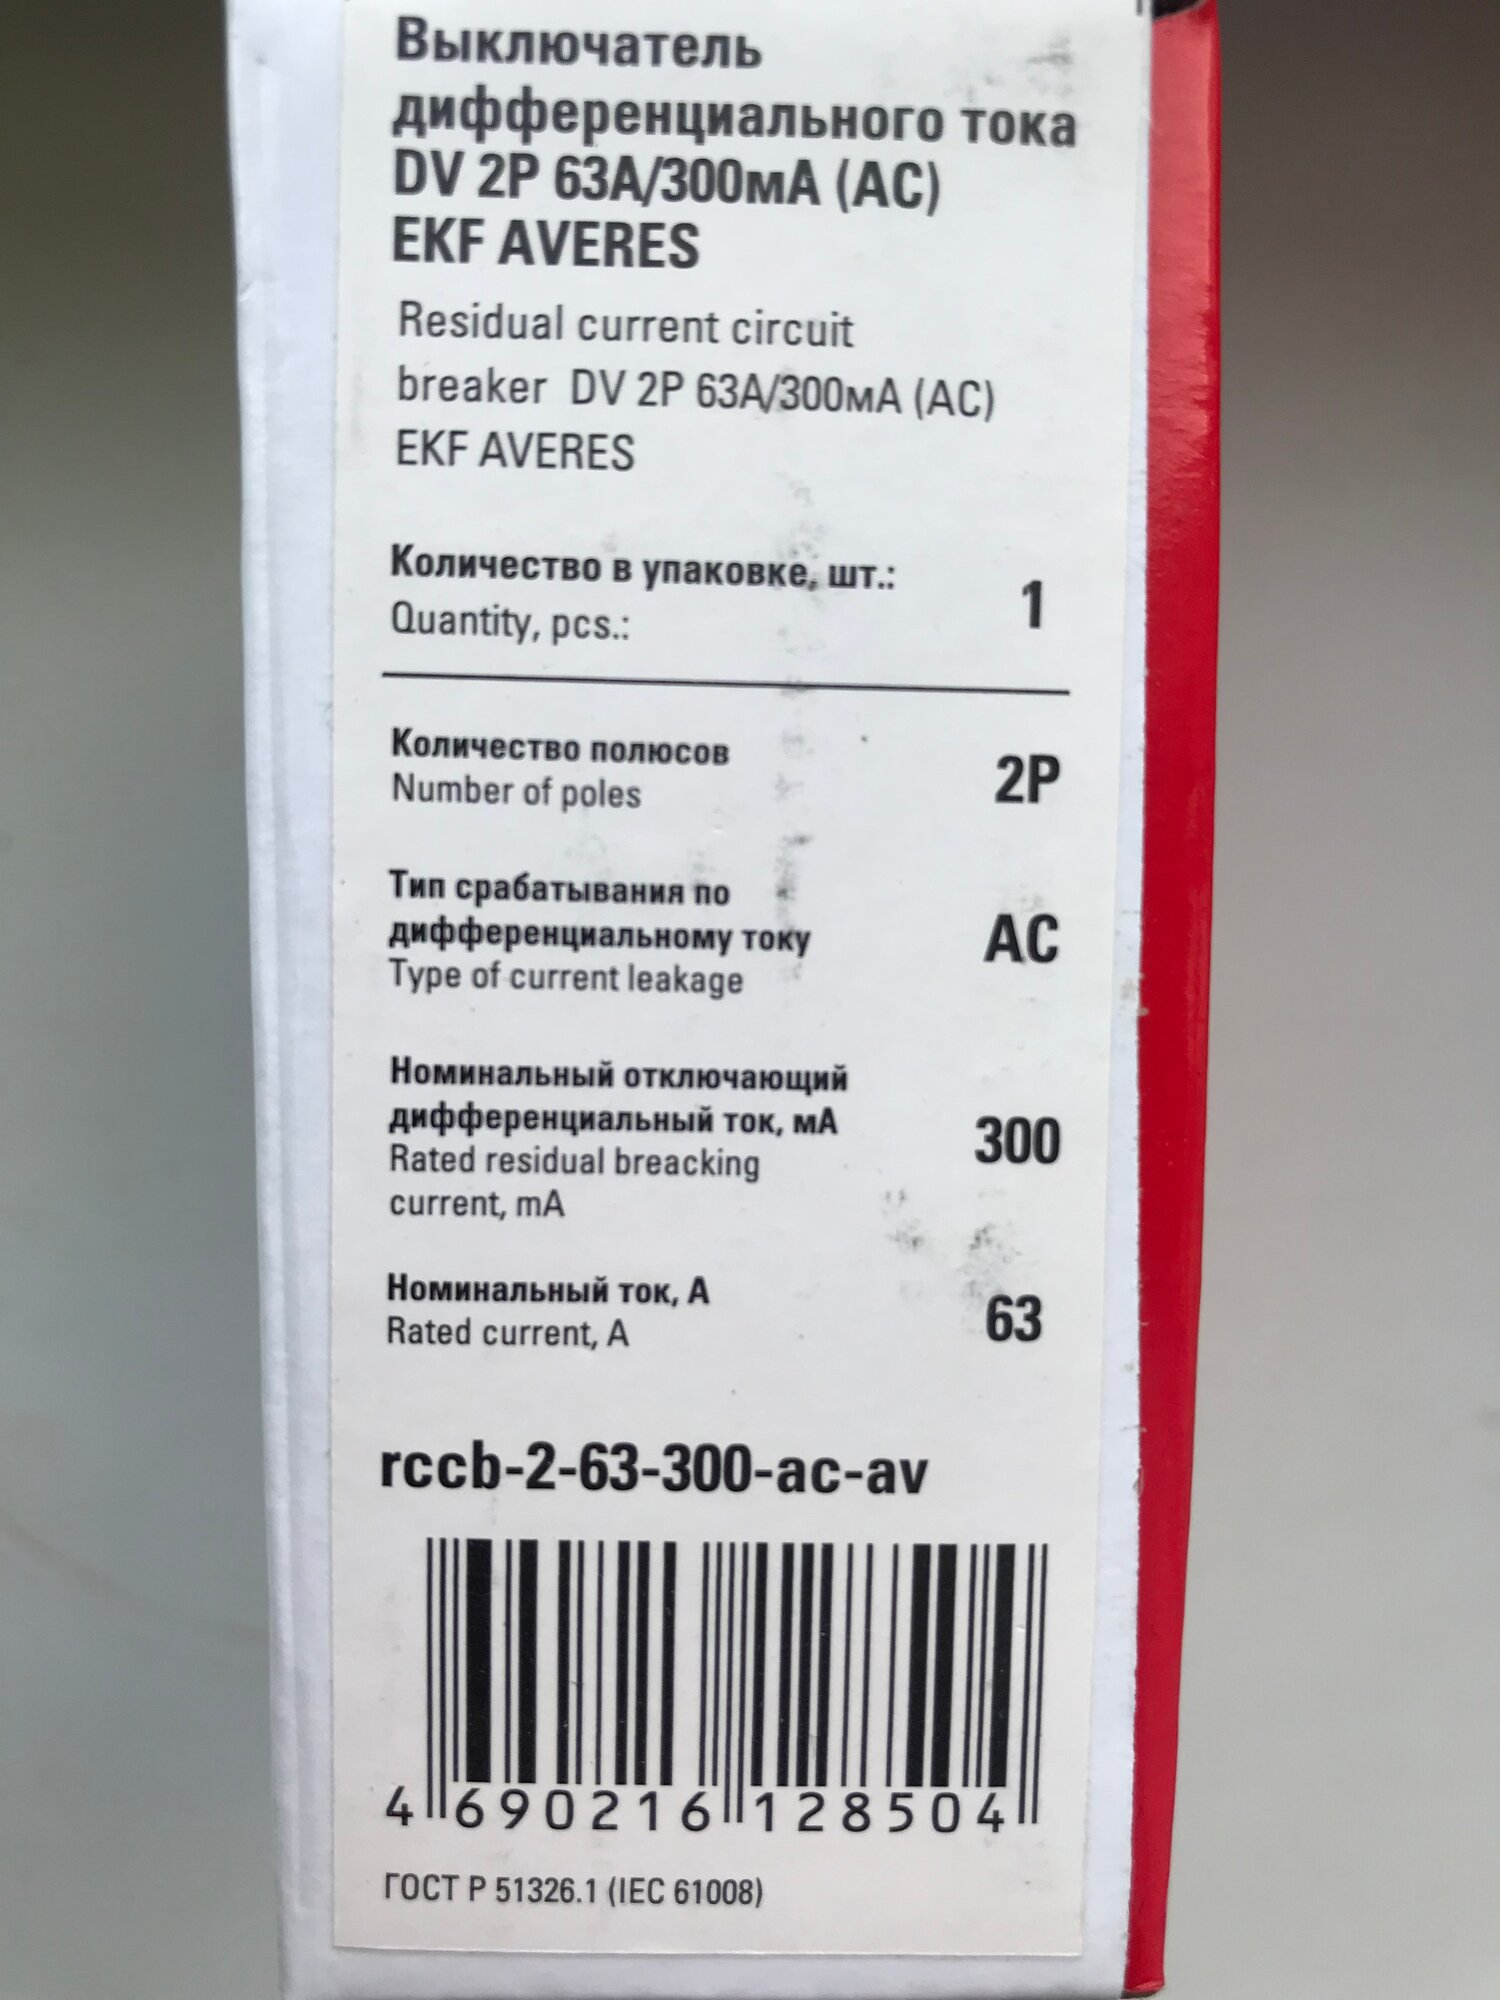 Выключатель
дифференциального тока
DV 2P 63А/300мА (AC)
EKF AVERES
Residual current circuit
breaker DV 2P 63А/300мА (AC)
EKF AVERES
Количество в упаковке, шт.: 1
Quantity, pcs.:
Количество полюсов 2P
Number of poles
Тип срабатывания по
дифференциальному току AC
Type of current leakage
Номинальный отключающий
дифференциальный ток, мА 300
Rated residual breacking
current, mA
Номинальный ток, А 63
Rated current, A
rccb-2-63-300-ac-av
4 690216 128504
ГОСТ Р 51326.1 (IEC 61008)